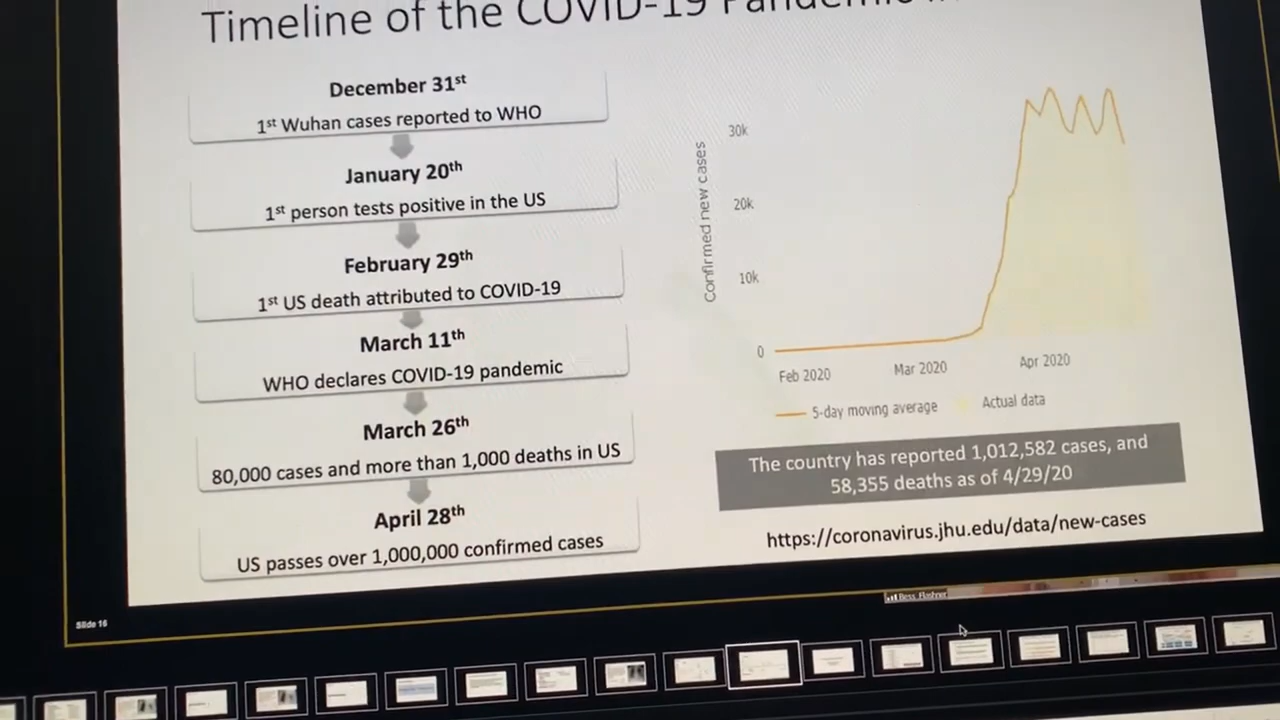 Timeline of the COVID-19 Pandemic
December 31st
1st Wuhan cases reported to WHO
January 20th
1st person tests positive in the US
February 29th
1st US death attributed to COVID-19
March 11th
WHO declares COVID-19 pandemic
March 26th
80,000 cases and more than 1,000 deaths in US
April 28th
US passes over 1,000,000 confirmed cases
Confirmed new cases
30k
20k
10k
0
Feb 2020
Mar 2020
Apr 2020
5-day moving average
Actual data
The country has reported 1,012,582 cases, and
58,355 deaths as of 4/29/20
https://coronavirus.jhu.edu/data/new-cases
Slide 16